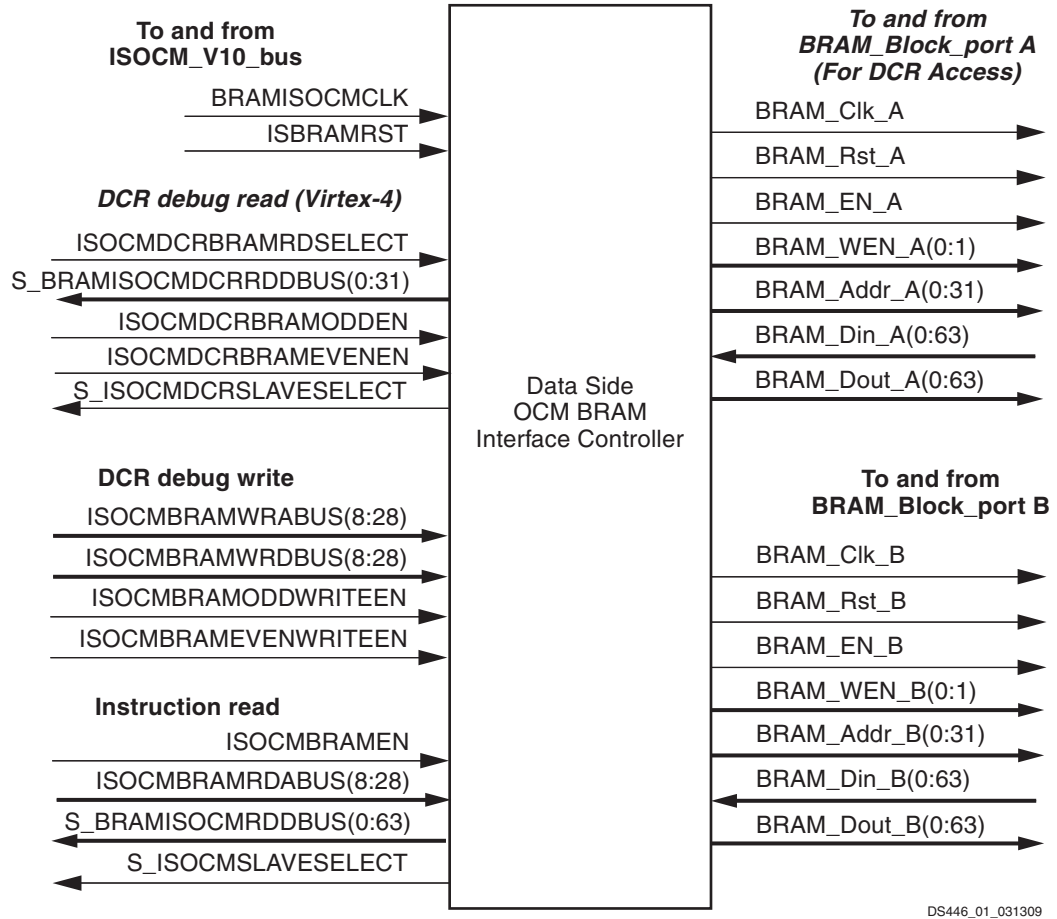 To and from
ISOCM_V10_bus
BRAMISOCMCLK
ISBRAMRST
DCR debug read (Virtex-4)
ISOCMDCRBRAMRDSELECT
S_BRAMISOCMDCRRDDBUS(0:31)
ISOCMDCRBRAMODDEN
ISOCMDCRBRAMEVENEN
S_ISOCMDCRSLAVESELECT
DCR debug write
ISOCMBRAMWRABUS(8:28)
ISOCMBRAMWRDBUS(8:28)
ISOCMBRAMODDWRITEEN
ISOCMBRAMEVENWRITEEN
Instruction read
ISOCMBRAMEN
ISOCMBRAMRDABUS(8:28)
S_BRAMISOCMRDDBUS(0:63)
S_ISOCMSLAVESELECT
Data Side
OCM BRAM
Interface Controller
To and from
BRAM_Block_port A
(For DCR Access)
BRAM_Clk_A
BRAM_Rst_A
BRAM_EN_A
BRAM_WEN_A(0:1)
BRAM_Addr_A(0:31)
BRAM_Din_A(0:63)
BRAM_Dout_A(0:63)
To and from
BRAM_Block_port B
BRAM_Clk_B
BRAM_Rst_B
BRAM_EN_B
BRAM_WEN_B(0:1)
BRAM_Addr_B(0:31)
BRAM_Din_B(0:63)
BRAM_Dout_B(0:63)
DS446_01_031309